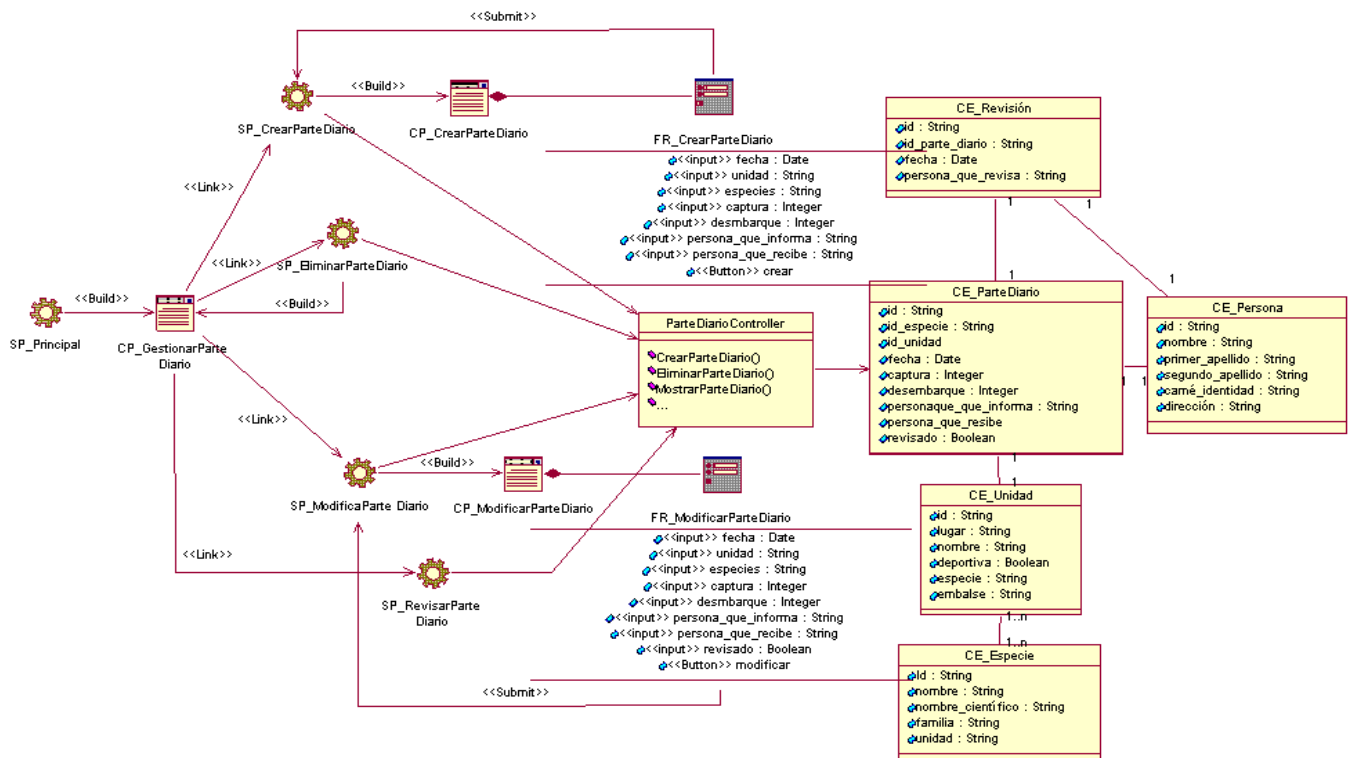 <<Submit>>
<<Build>>
SP_CrearParteDiario
CP_CrearParteDiario
<<Link>>
FR_CrearParteDiario
<<input>> fecha : Date
<<input>> unidad : String
<<input>> especies : String
<<input>> captura : Integer
<<input>> desmbarque : Integer
<<input>> persona_que_informa : String
<<input>> persona_que_recibe : String
<<Button>> crear
CE_Revisión
id : String
id_parte_diario : String
fecha : Date
persona_que_revisa : String
1
1
1
1
<<Link>>
SP_EliminarParteDiario
<<Build>>
<<Build>>
SP_Principal
CP_GestionarParte
Diario
ParteDiarioController
CrearParteDiario()
EliminarParteDiario()
MostrarParteDiario()
...
CE_ParteDiario
id : String
id_especie : String
id_unidad
fecha : Date
captura : Integer
desembarque : Integer
personaque_que_informa : String
persona_que_resibe
revisado : Boolean
1
1
CE_Persona
id : String
nombre : String
primer_apellido : String
segundo_apellido : String
carné_identidad : String
dirección : String
<<Link>>
<<Build>>
SP_ModificaParte Diario
CP_ModificarParteDiario
<<Link>>
SP_RevisarParte
Diario
FR_ModificarParteDiario
<<input>> fecha : Date
<<input>> unidad : String
<<input>> especies : String
<<input>> captura : Integer
<<input>> desmbarque : Integer
<<input>> persona_que_informa : String
<<input>> persona_que_recibe : String
<<input>> revisado : Boolean
<<Button>> modificar
<<Submit>>
1
1
CE_Unidad
id : String
lugar : String
nombre : String
deportiva : Boolean
especie : String
embalse : String
1..n
1..n
CE_Especie
Id : String
nombre : String
nombre_científico : String
familia : String
unidad : String